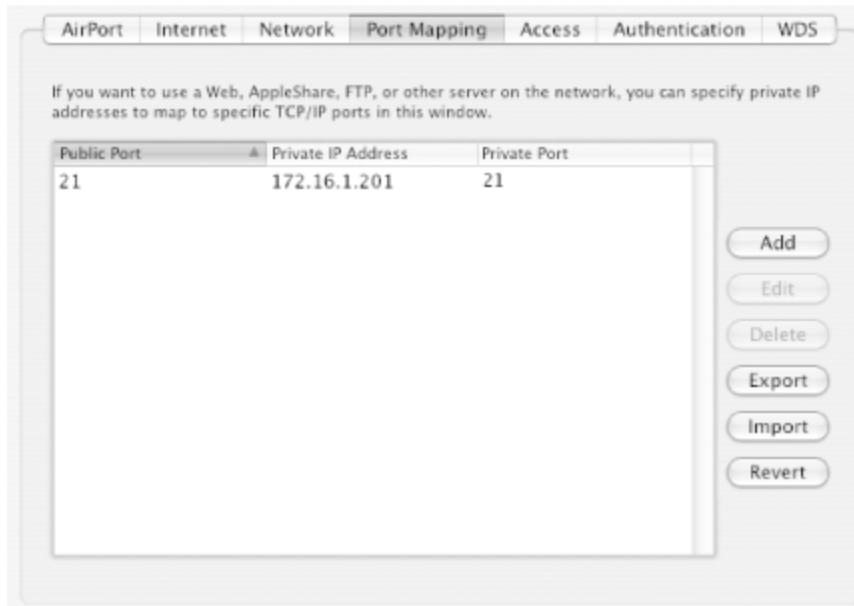 AirPort Internet Network Port Mapping Access Authentication WDS
If you want to use a Web, AppleShare, FTP, or other server on the network, you can specify private IP
addresses to map to specific TCP/IP ports in this window.
Public Port Private IP Address Private Port
21 172.16.1.201 21
Add
Edit
Delete
Export
Import
Revert